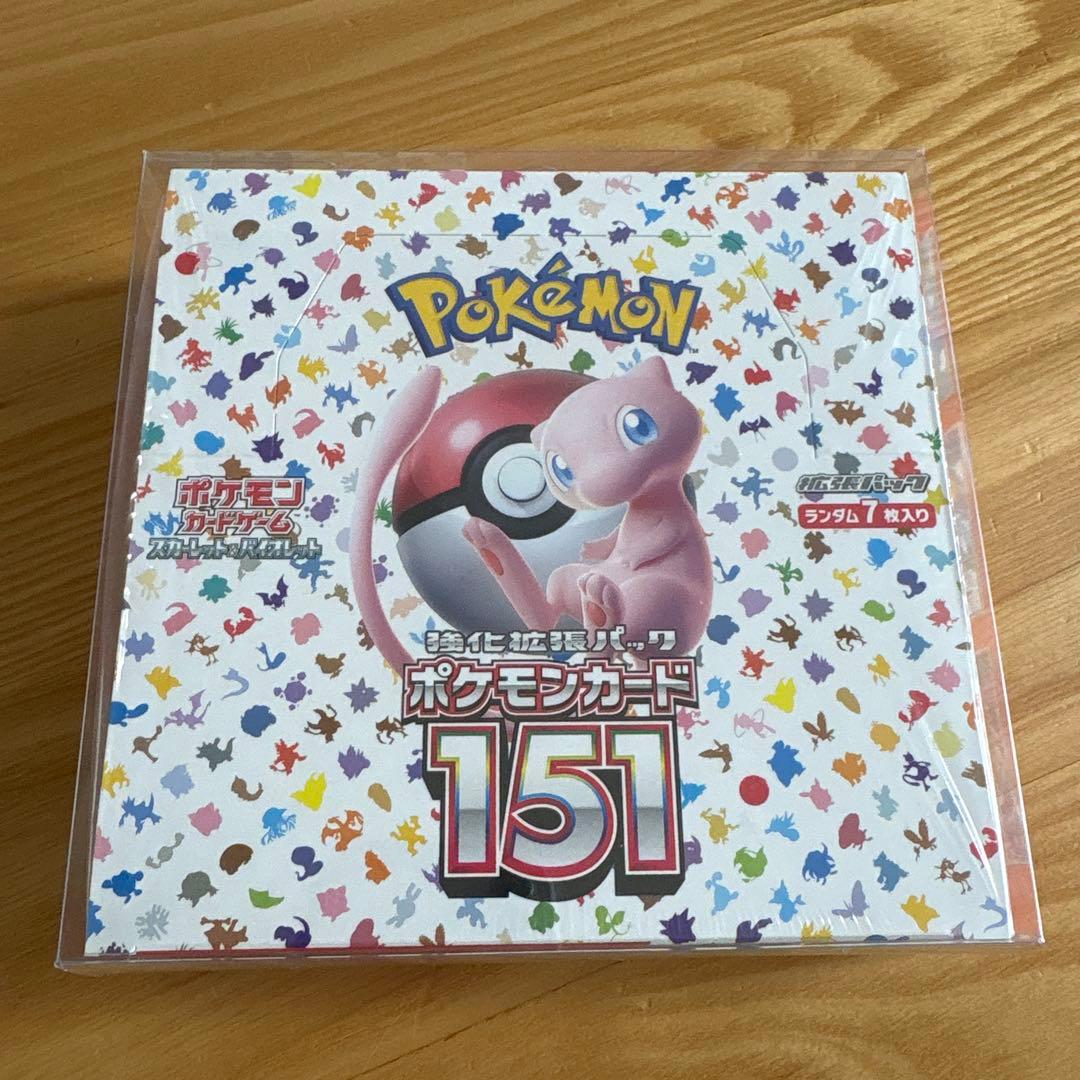 POKéMON
TM
ポケモン
カードゲーム
スカーレット&バイオレット
拡張パック
ランダム7枚入り
強化拡張パック
ポケモンカード
151